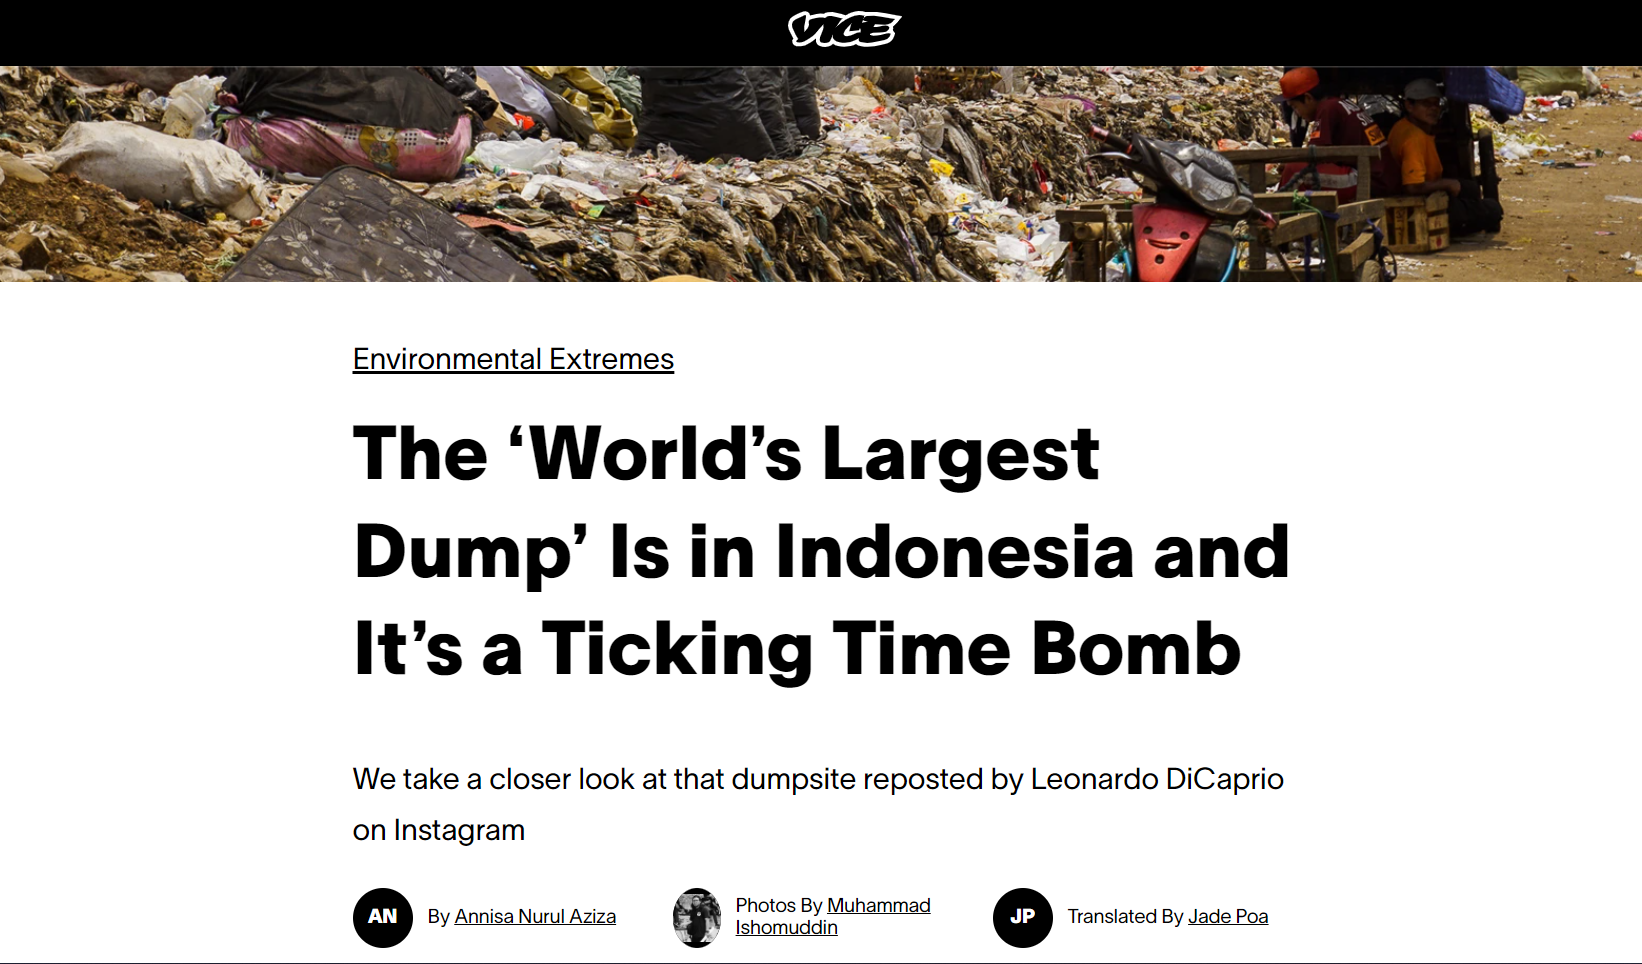 VICE
Environmental Extremes
The ‘World’s Largest
Dump’ Is in Indonesia and
It’s a Ticking Time Bomb
We take a closer look at that dumpsite reposted by Leonardo DiCaprio
on Instagram
AN By Annisa Nurul Aziza
Photos By Muhammad
Ishomuddin
JP Translated By Jade Poa